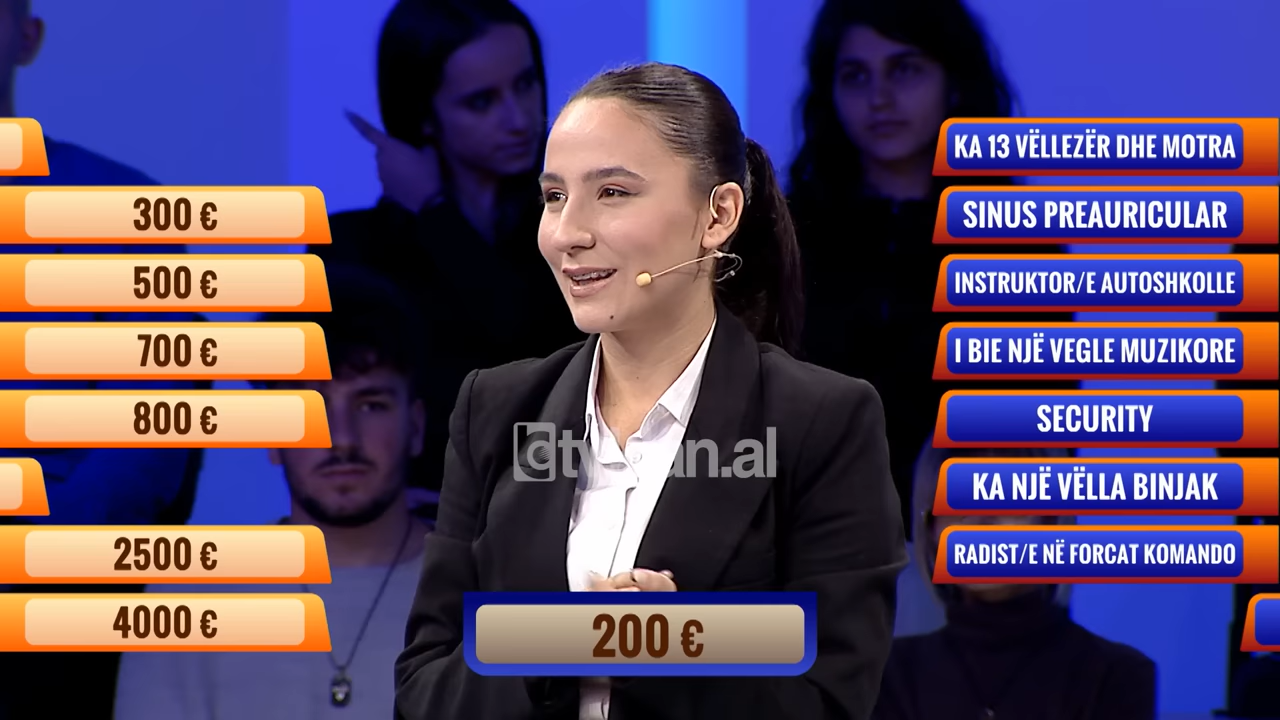 300 €
500 €
700 €
800 €
2500 €
4000 €
KA 13 VËLLEZËR DHE MOTRA
SINUS PREAURICULAR
INSTRUKTOR/E AUTOSHKOLLE
I BIE NJË VEGLE MUZIKORE
SECURITY
KA NJË VËLLA BINJAK
RADIST/E NË FORCAT KOMANDO
200 €